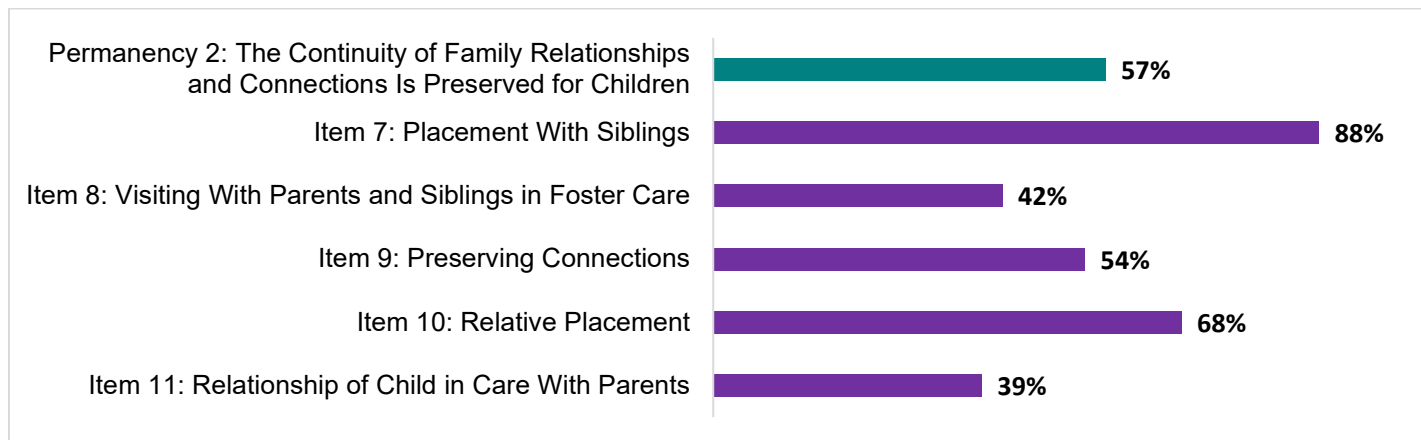 Permanency 2: The Continuity of Family Relationships
and Connections Is Preserved for Children
57%
Item 7: Placement With Siblings
88%
Item 8: Visiting With Parents and Siblings in Foster Care
42%
Item 9: Preserving Connections
54%
Item 10: Relative Placement
68%
Item 11: Relationship of Child in Care With Parents
39%